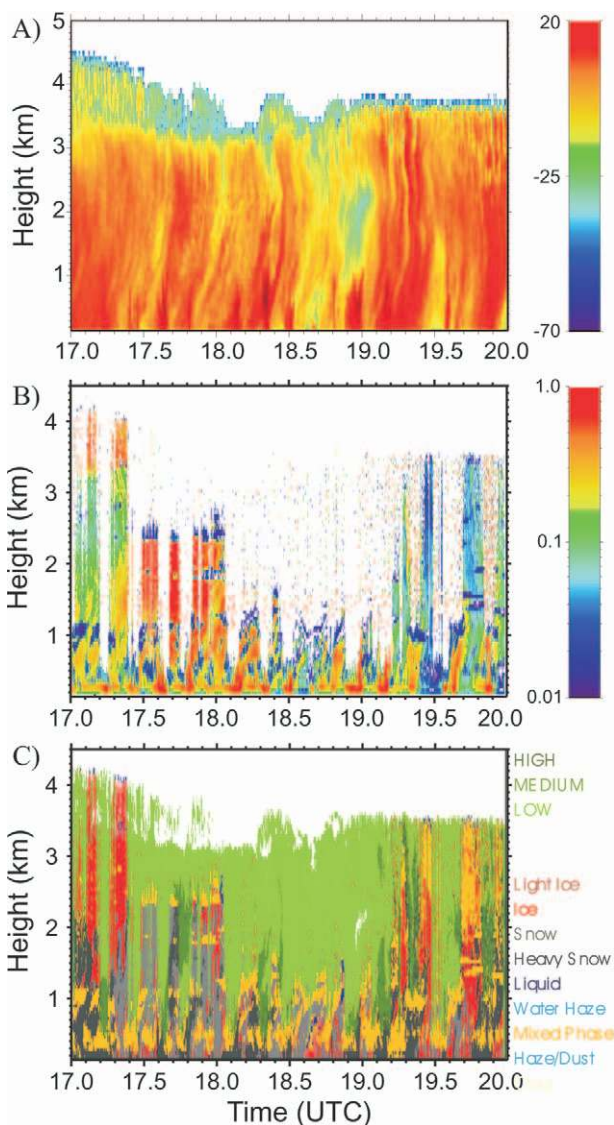 A)
5
4
3
2
1
Height (km)
17.0 17.5 18.0 18.5 19.0 19.5 20.0
20
-25
-70
B)
4
3
2
1
Height (km)
17.0 17.5 18.0 18.5 19.0 19.5 20.0
1.0
0.1
0.01
C)
4
3
2
1
Height (km)
17.0 17.5 18.0 18.5 19.0 19.5 20.0
Time (UTC)
HIGH
MEDIUM
LOW
Light Ice
Ice
Snow
Heavy Snow
Liquid
Water Haze
Mixed Phase
Haze/Dust